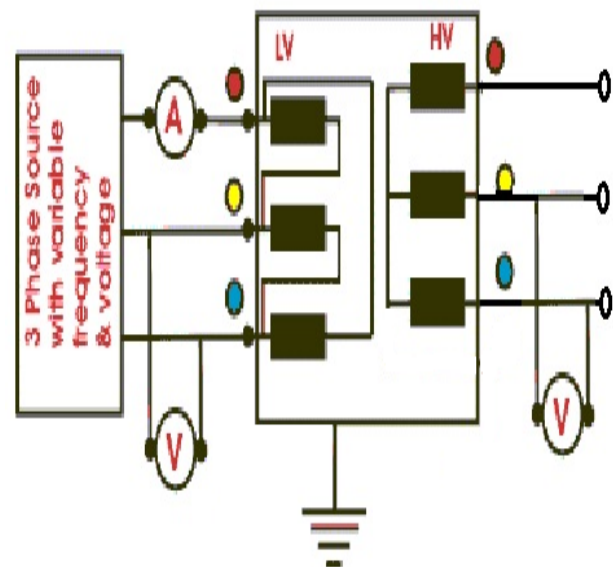 3 Phase Source
with variable
frequency
& voltage
A
LV
HV
V
V